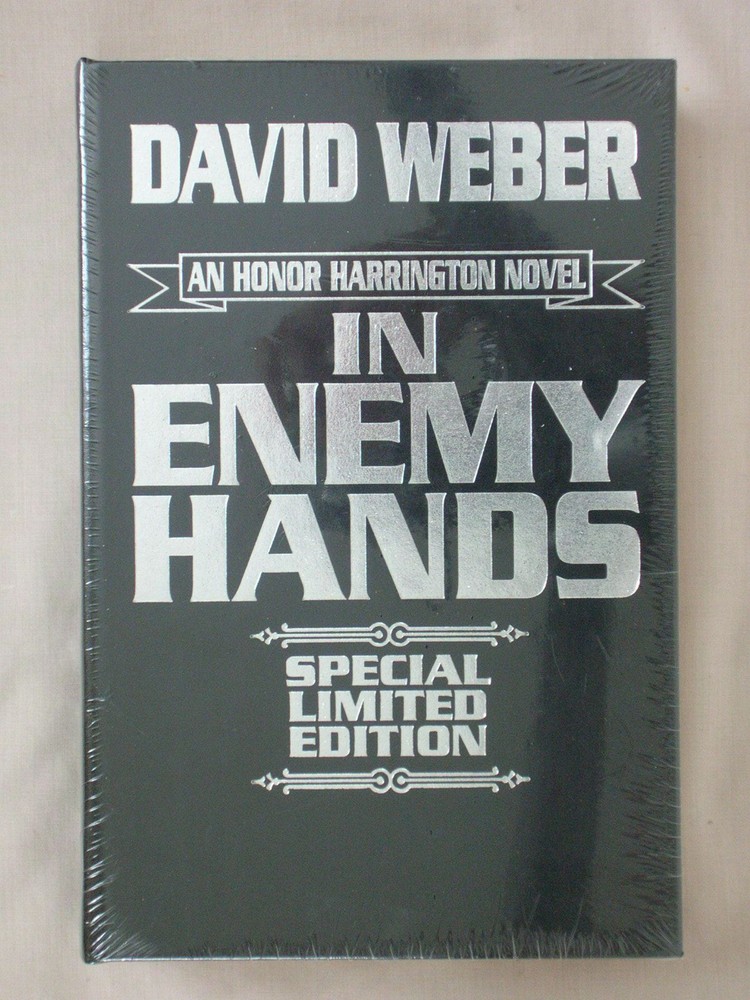 DAVID WEBER
AN HONOR HARRINGTON NOVEL
IN
ENEMY
HANDS
SPECIAL
LIMITED
EDITION